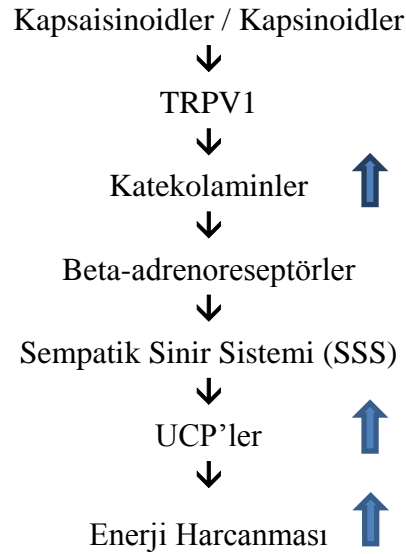 Kapsaisinoidler / Kapsinoidler
TRPV1
Katekolaminler
Beta-adrenoreseptörler
Sempatik Sinir Sistemi (SSS)
UCP’ler
Enerji Harcanması